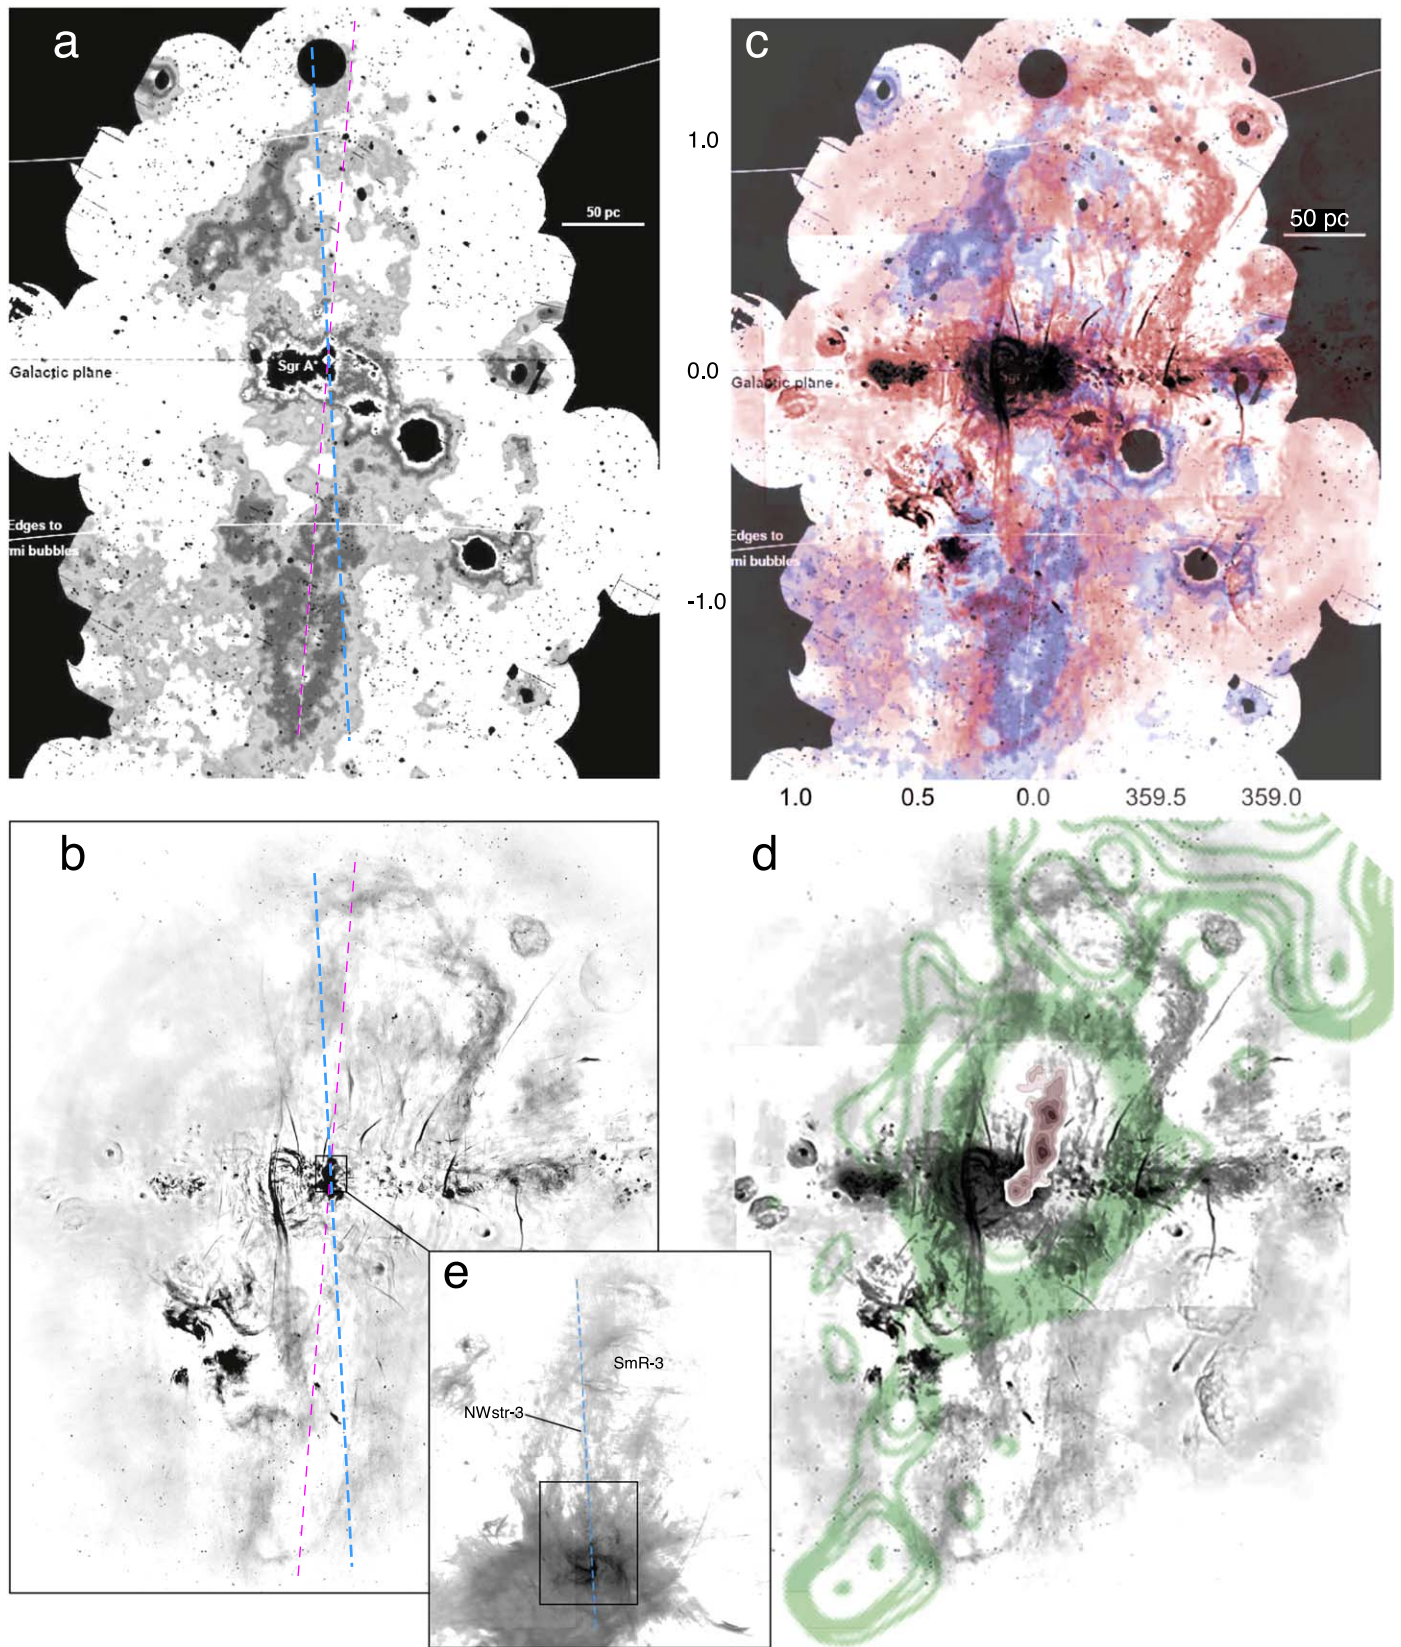 a
50 pc
Sgr A*
Galactic plane
Edges to
mi bubbles
c
1.0
50 pc
0.0
Galactic plane
Edges to
mi bubbles
-1.0
1.0 0.5 0.0 359.5 359.0
b
d
e
SmR-3
NWstr-3